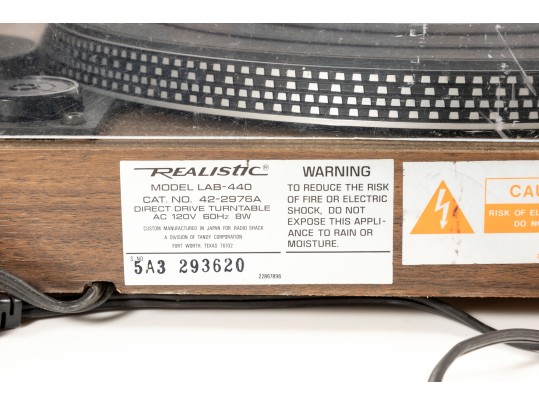 REALISTIC®
MODEL LAB-440
CAT. NO. 42-2976A
DIRECT DRIVE TURNTABLE
AC 120V 60Hz 8W
CUSTOM MANUFACTURED IN JAPAN FOR RADIO SHACK
A DIVISION OF TANDY CORPORATION
FORT WORTH, TEXAS 76102
S. NO.
5A3 293620
22867896
WARNING
TO REDUCE THE RISK
OF FIRE OR ELECTRIC
SHOCK, DO NOT
EXPOSE THIS APPLI-
ANCE TO RAIN OR
MOISTURE.
CAU
RISK OF EL
DO N